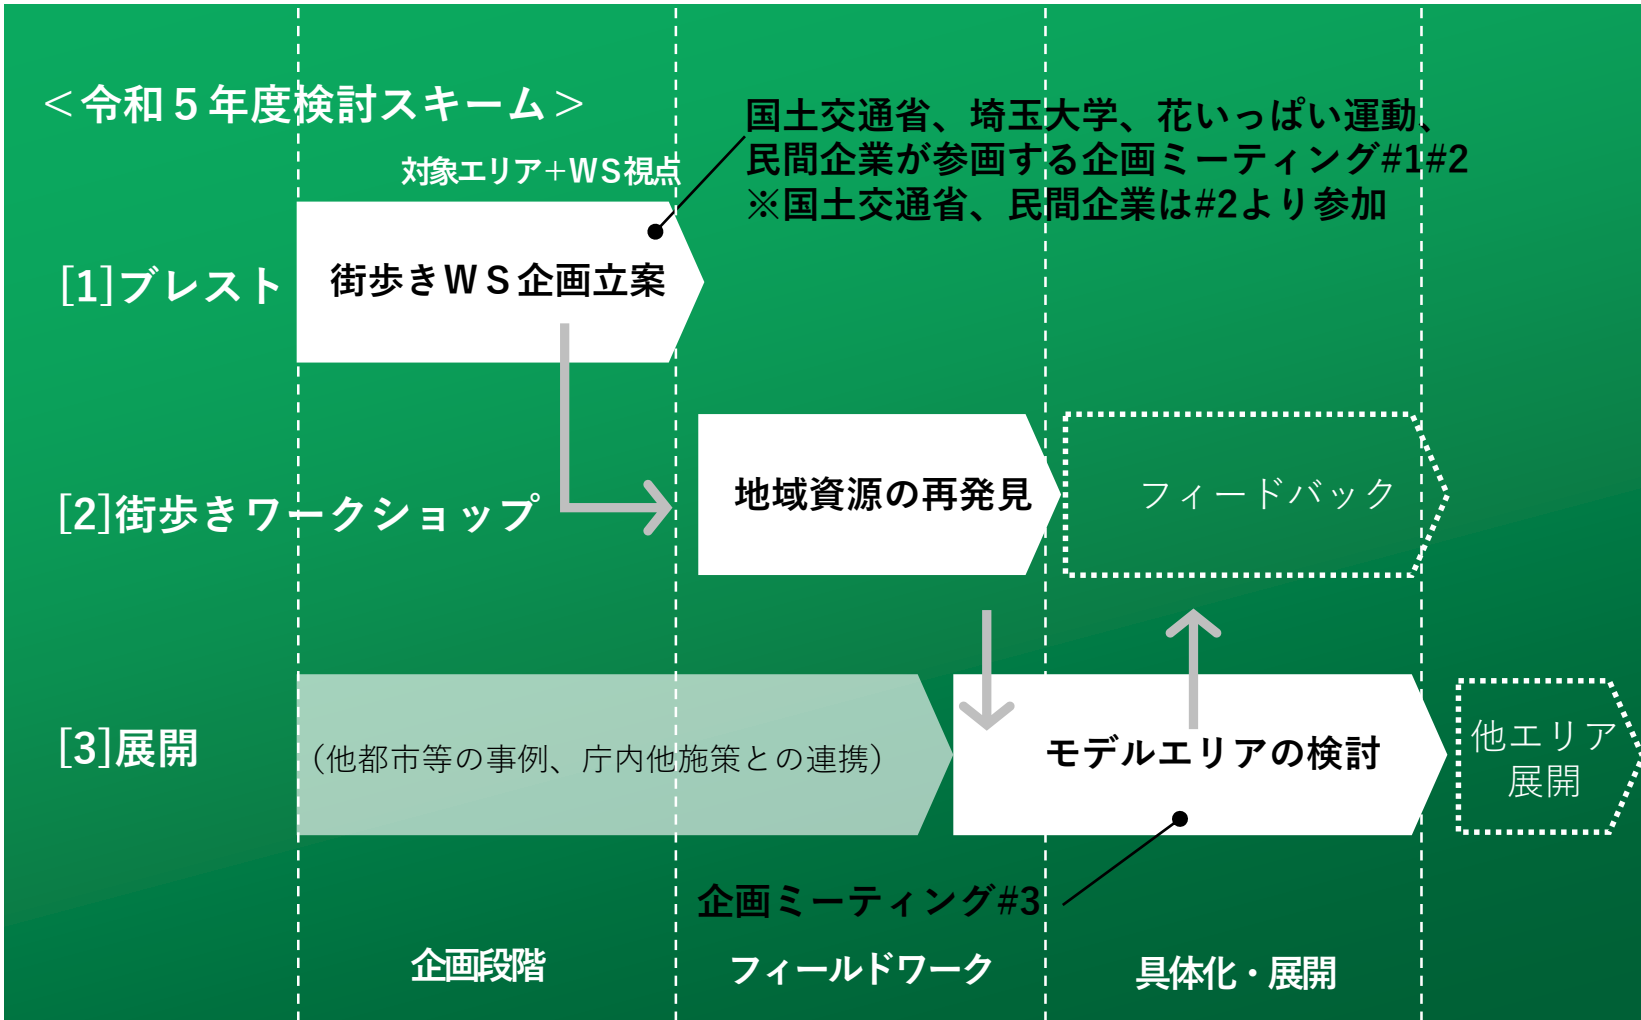 ＜令和５年度検討スキーム＞
国土交通省、埼玉大学、花いっぱい運動、
民間企業が参画する企画ミーティング#1#2
※国土交通省、民間企業は#2より参加
対象エリア＋ＷＳ視点
[1]ブレスト
街歩きＷＳ企画立案
[2]街歩きワークショップ
地域資源の再発見
フィードバック
[3]展開
（他都市等の事例、庁内他施策との連携）
モデルエリアの検討
他エリア
展開
企画ミーティング#3
企画段階
フィールドワーク
具体化・展開